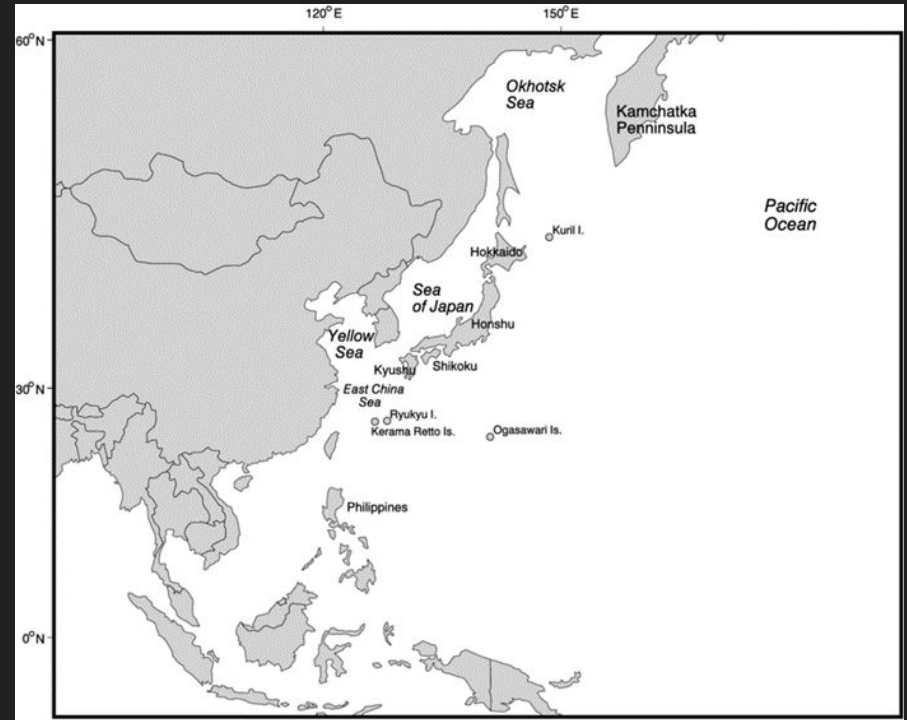 120°E
150°E
60°N
Okhotsk
Sea
Kamchatka
Penninsula
Pacific
Ocean
Kuril I.
Hokkaido
Sea
of Japan
Honshu
Yellow
Sea
Shikoku
Kyushu
30°N
East China
Sea
Ryukyu I.
Kerama Retto Is.
Ogasawari Is.
Philippines
0°N